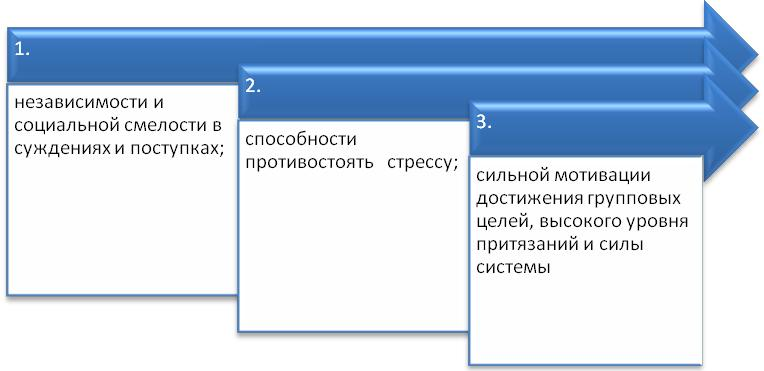 1.
независимости и
социальной смелости в
суждениях и поступках;
2.
способности
противостоять стрессу;
3.
сильной мотивации
достижения групповых
целей, высокого уровня
притязаний и силы
системы